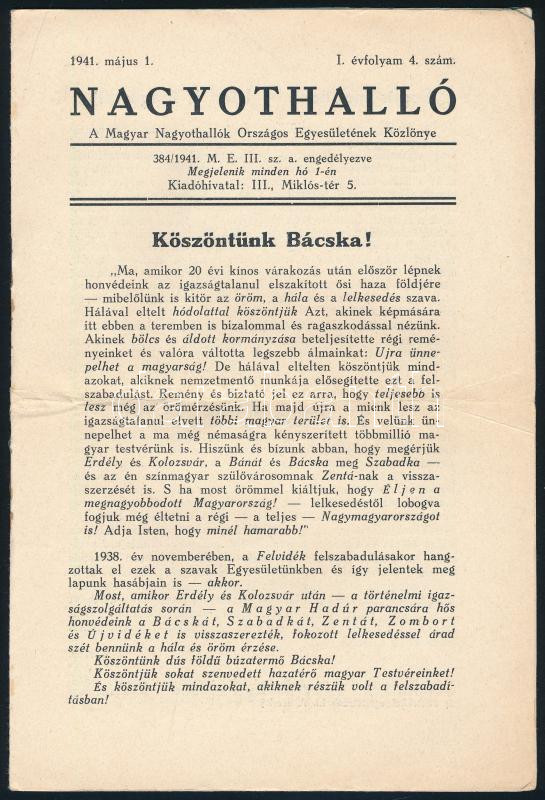 1941. május 1. I. évfolyam 4. szám.
NAGYOTHALLÓ
A Magyar Nagyothallók Országos Egyesületének Közlönye
384/1941. M. E. III. sz. a. engedélyezve
Megjelenik minden hó 1-én
Kiadóhivatal: III., Miklós-tér 5.
Köszöntünk Bácska!
„Ma, amikor 20 évi kínos várakozás után először lépnek
honvédeink az igazságtalanul elszakított ősi haza földjére
— mibelőlünk is kitör az öröm, a hála és a lelkesedés szava.
Hálával eltelt hódolattal köszöntjük Azt, akinek képmására
itt ebben a teremben is bizalommal és ragaszkodással nézünk.
Akinek bölcs és áldott kormányzása beteljesítette régi remé-
nyeinket és valóra váltotta legszebb álmainkat: Ujra ünne-
pelhet a magyarság! De hálával eltelten köszöntjük mind-
azokat, akiknek nemzetmentő munkája elősegítette ezt a fel-
szabadulást. Remény és biztató jel ez arra, hogy teljesebb is
lesz még az örömérzésünk. Ha majd újra a mienk lesz az
igazságtalanul elvett többi magyar terület is. És velünk ün-
nepelhet a ma még némaságra kényszerített többmillió ma-
gyar testvérünk is. Hiszünk és bízunk abban, hogy megérjük
Erdély és Kolozsvár, a Bánát és Bácska meg Szabadka —
és az én színmagyar szülővárosomnak Zentá-nak a vissza-
szerzését is. S ha most örömmel kiáltjuk, hogy Éljen a
megnagyobbodott Magyarország! — lelkesedéstől lobogva
fogjuk még éltetni a régi — a teljes — Nagymagyarországot
is! Adja Isten, hogy minél hamarabb!"
1938. év novemberében, a Felvidék felszabadulásakor hang-
zottak el ezek a szavak Egyesületünkben és így jelentek meg
lapunk hasábjain is — akkor.
Most, amikor Erdély és Kolozsvár után — a történelmi igaz-
ságszolgáltatás során — a Magyar Hadúr parancsára hős
honvédeink a Bácskát, Szabadkát, Zentát, Zombort
és Újvidéket is visszaszerezték, fokozott lelkesedéssel árad
szét bennünk a hála és öröm érzése.
Köszöntünk dús földű búzatermő Bácska!
Köszöntjük sokat szenvedett hazatérő magyar Testvéreinket!
És köszöntjük mindazokat, akiknek részük volt a felszabadí-
tásban!